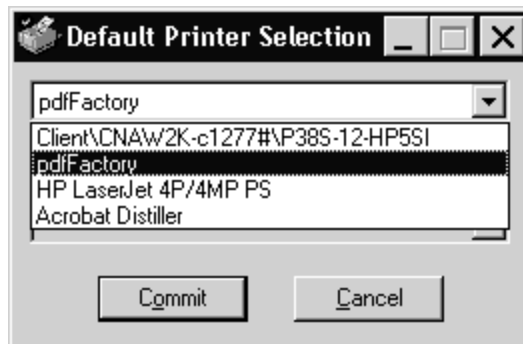 Default Printer Selection
pdfFactory
Client\CNAW2K-c1277#\P38S-12-HP5SI
pdfFactory
HP LaserJet 4P/4MP PS
Acrobat Distiller
Commit Cancel